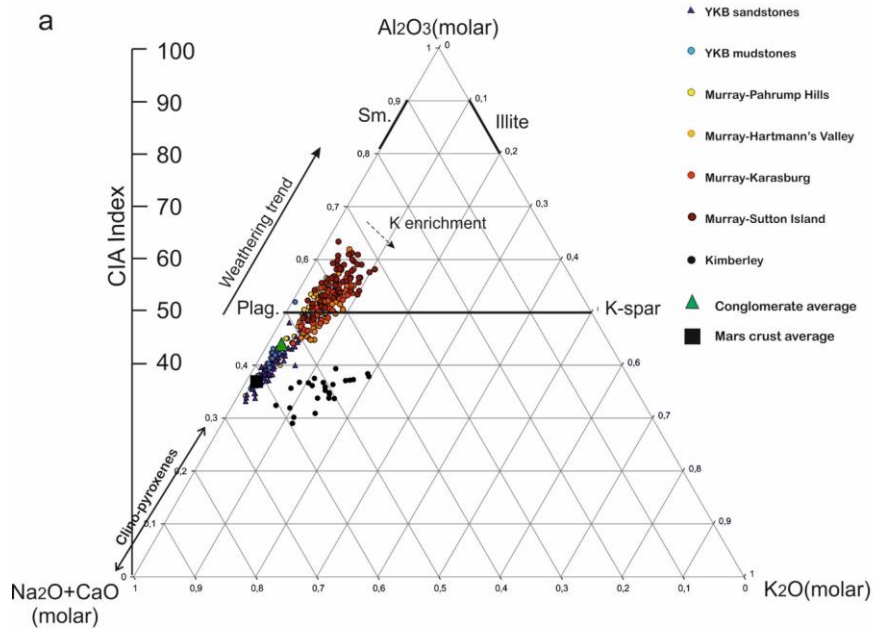 a
Al2O3(molar)
1 0
CIA Index
100
90
80
70
60
50
40
Weathering trend
Clino-pyroxenes
0,9
0,1
Sm.
Illite
0,8
0,2
0,7
0,3
K enrichment
0,6
0,4
Plag.
K-spar
0,4
0,6
0,3
0,7
0,2
0,8
0,1
0,9
0
1
0,9
0,8
0,7
0,6
0,5
0,4
0,3
0,2
0,1
0
Na2O+CaO
(molar)
K2O(molar)
YKB sandstones
YKB mudstones
Murray-Pahrump Hills
Murray-Hartmann's Valley
Murray-Karasburg
Murray-Sutton Island
Kimberley
Conglomerate average
Mars crust average